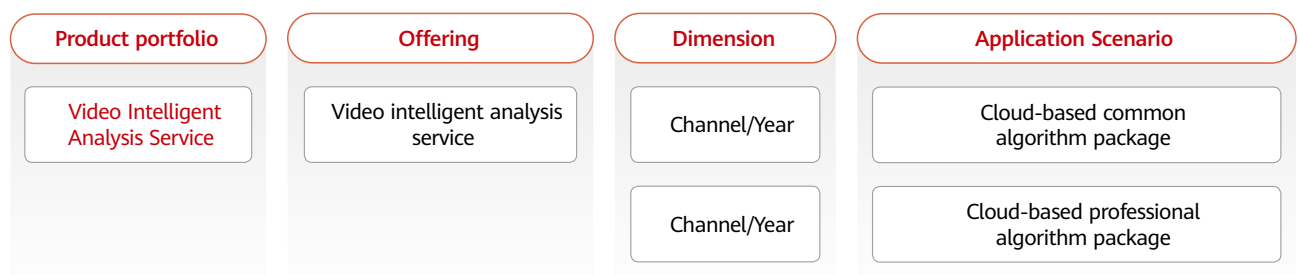 Product portfolio
Offering
Dimension
Application Scenario
Video Intelligent
Analysis Service
Video intelligent analysis
service
Channel/Year
Cloud-based common
algorithm package
Channel/Year
Cloud-based professional
algorithm package